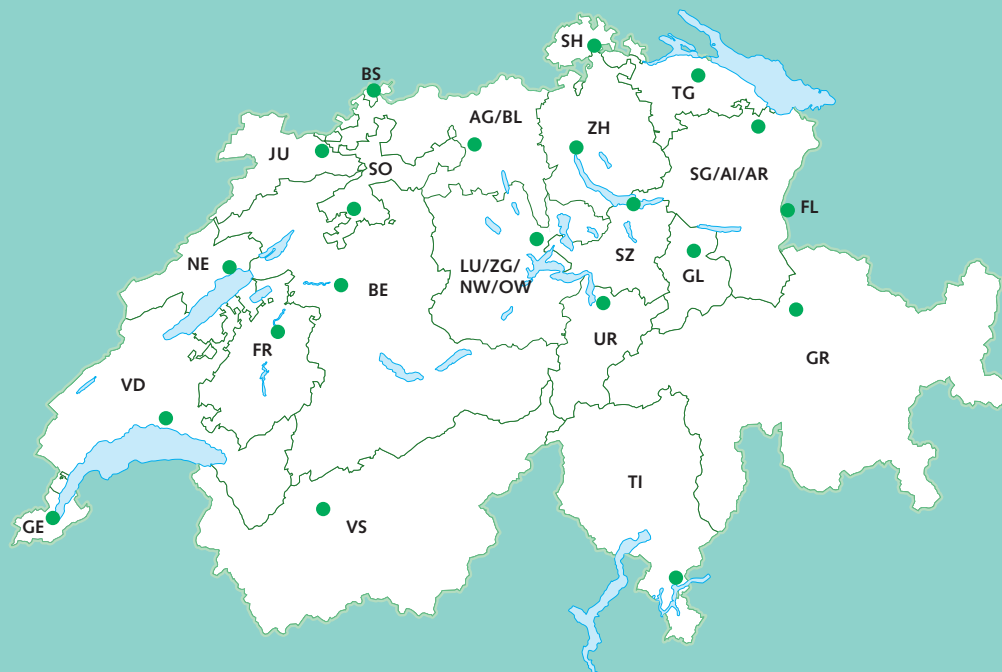 SH
BS
TG
AG/BL
ZH
JU
SO
SG/AI/AR
FL
NE
SZ
LU/ZG/
NW/OW
GL
BE
UR
FR
GR
VD
TI
GE
VS